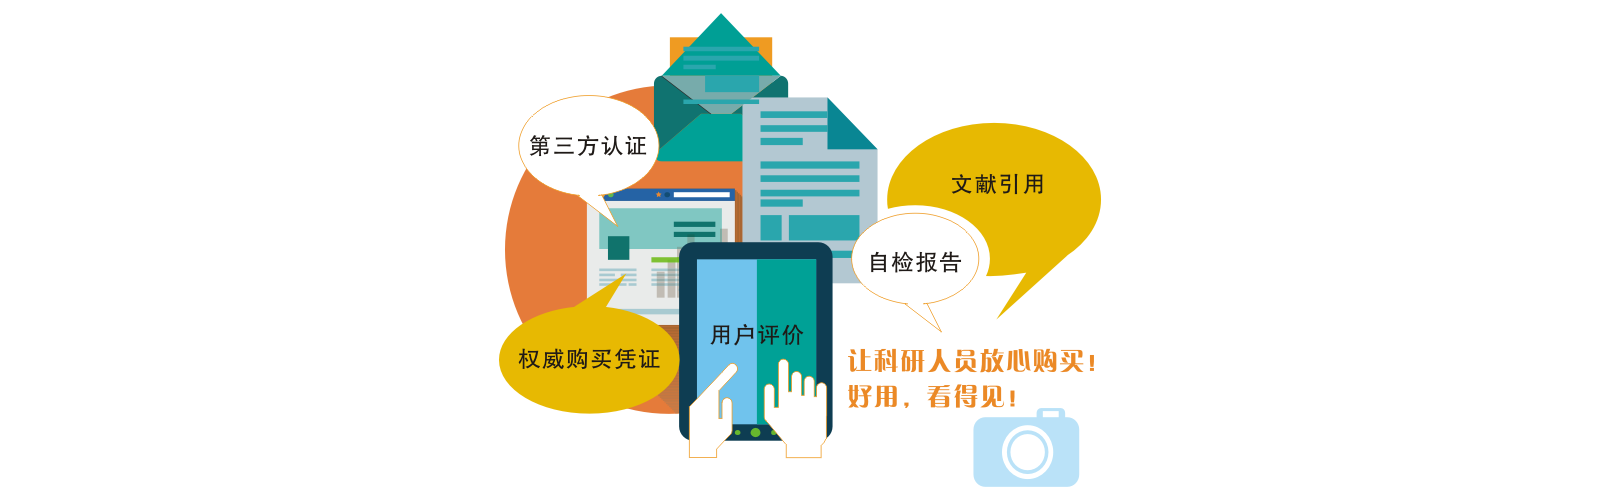 第三方认证
文献引用
自检报告
用户评价
权威购买凭证
让科研人员放心购买!
好用，看得见!